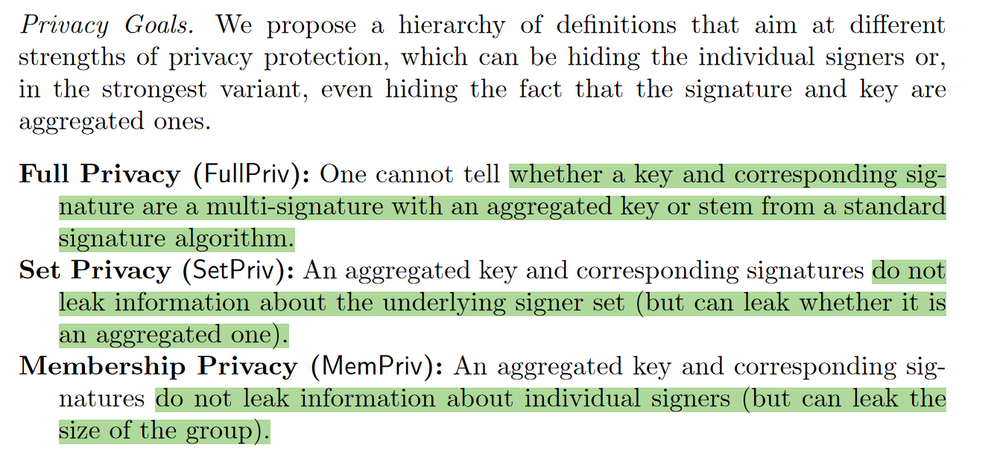 Privacy Goals. We propose a hierarchy of definitions that aim at different
strengths of privacy protection, which can be hiding the individual signers or,
in the strongest variant, even hiding the fact that the signature and key are
aggregated ones.
Full Privacy (FullPriv): One cannot tell whether a key and corresponding sig-
nature are a multi-signature with an aggregated key or stem from a standard
signature algorithm.
Set Privacy (SetPriv): An aggregated key and corresponding signatures do not
leak information about the underlying signer set (but can leak whether it is
an aggregated one).
Membership Privacy (MemPriv): An aggregated key and corresponding sig-
natures do not leak information about individual signers (but can leak the
size of the group).